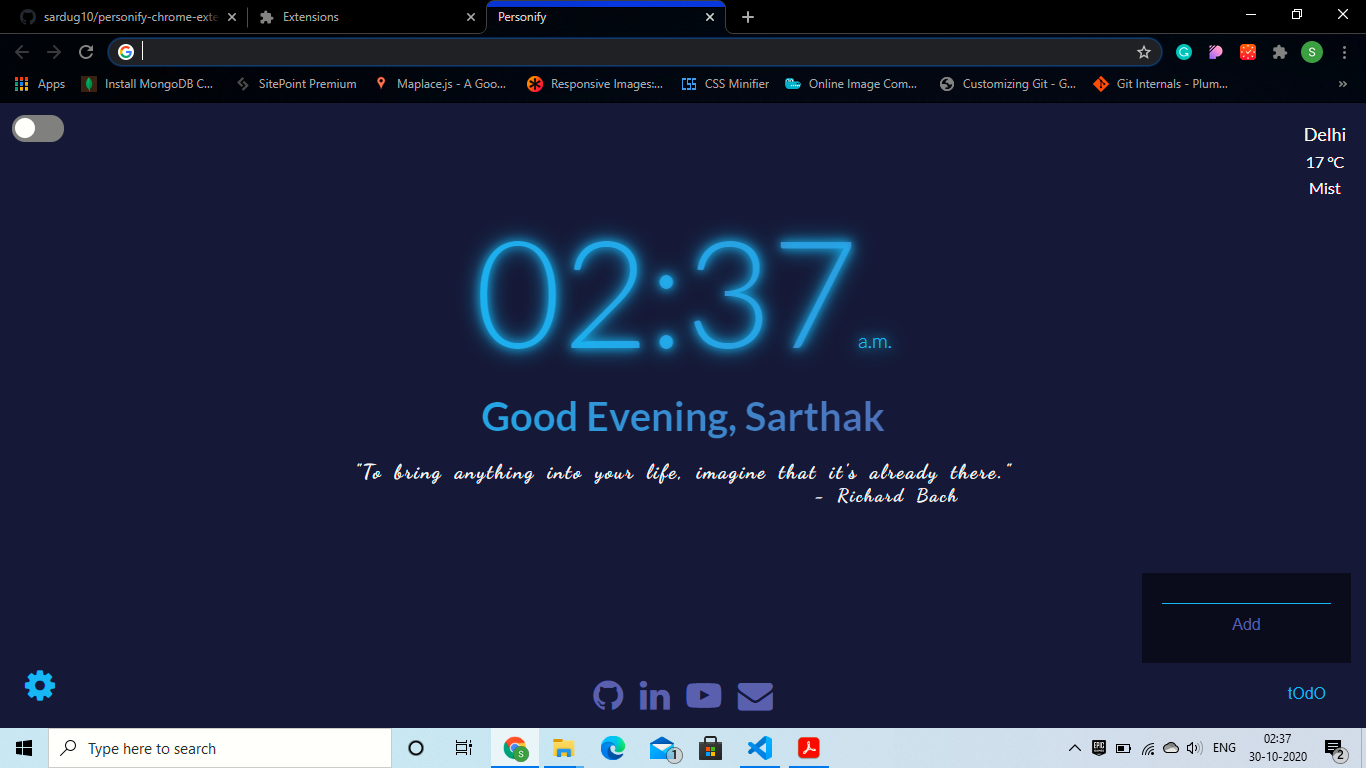 sardug10/personify-chrome-exte
Extensions
Personify
S
Apps
Install MongoDB C...
SitePoint Premium
Maplace.js - A Goo...
Responsive Images:...
CSS Minifier
Online Image Com...
Customizing Git - G...
Git Internals - Plum...
Delhi
17 °C
Mist
02:37 a.m.
Good Evening, Sarthak
"To bring anything into your life, imagine that it's already there."
- Richard Bach
Add
tOdO
Type here to search
S
1
ENG
02:37
30-10-2020
2